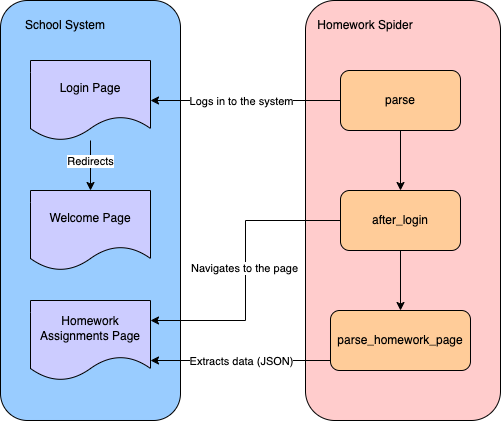 School System
Homework Spider
Login Page
Logs in to the system
parse
Redirects
Welcome Page
after_login
Navigates to the page
Homework
Assignments Page
parse_homework_page
Extracts data (JSON)